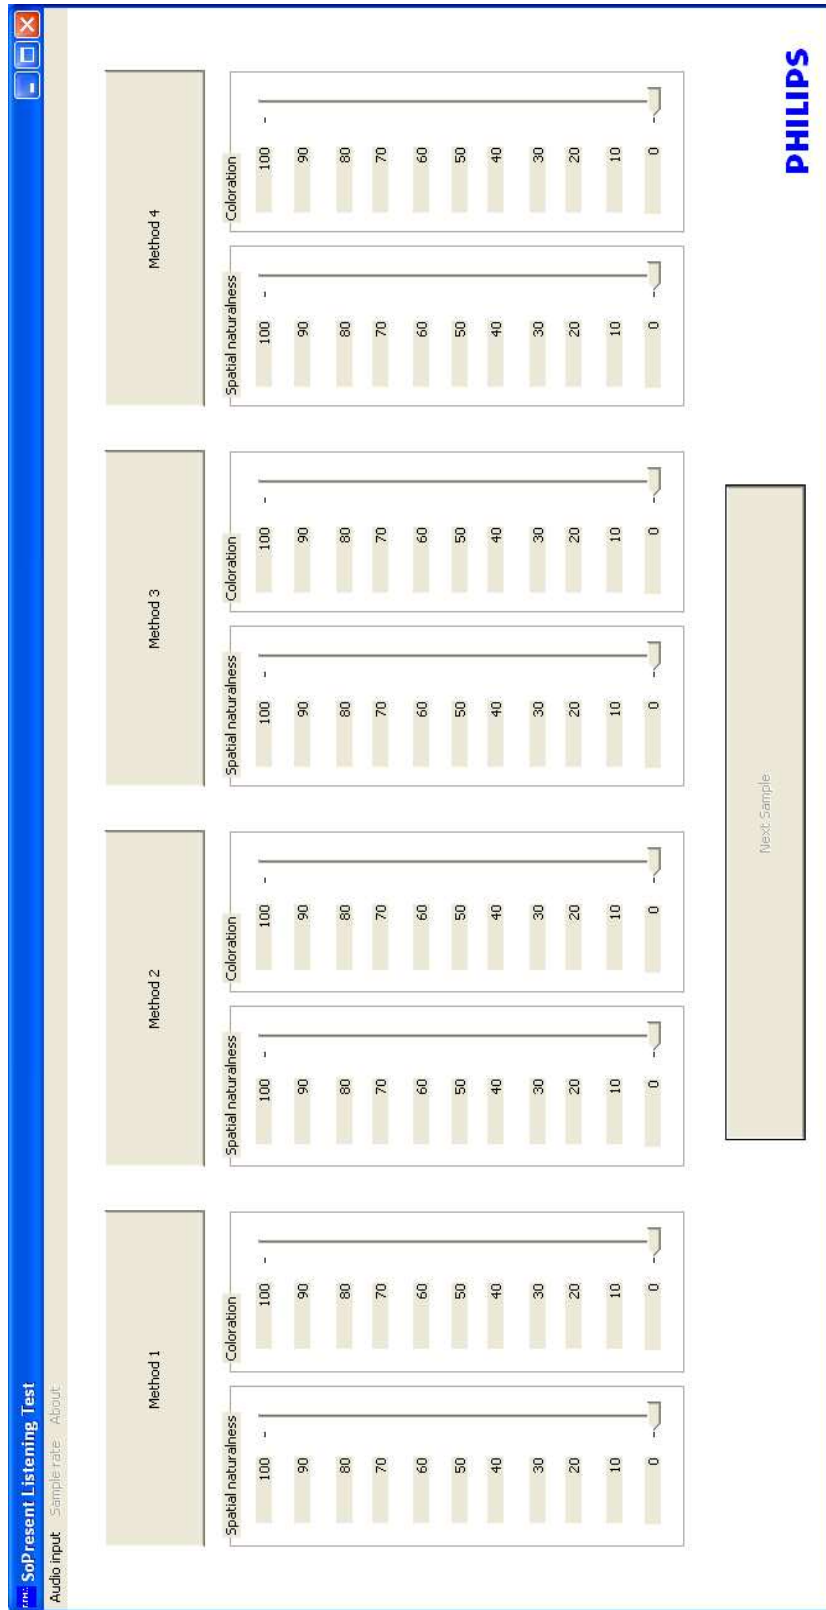 SoPresent Listening Test
Audio input Sample rate About
Method 1 Method 2 Method 3 Method 4
Spatial naturalness Coloration Spatial naturalness Coloration Spatial naturalness Coloration Spatial naturalness Coloration
100 100 100 100 100 100 100 100
90 90 90 90 90 90 90 90
80 80 80 80 80 80 80 80
70 70 70 70 70 70 70 70
60 60 60 60 60 60 60 60
50 50 50 50 50 50 50 50
40 40 40 40 40 40 40 40
30 30 30 30 30 30 30 30
20 20 20 20 20 20 20 20
10 10 10 10 10 10 10 10
0 0 0 0 0 0 0 0
Next Sample
PHILIPS